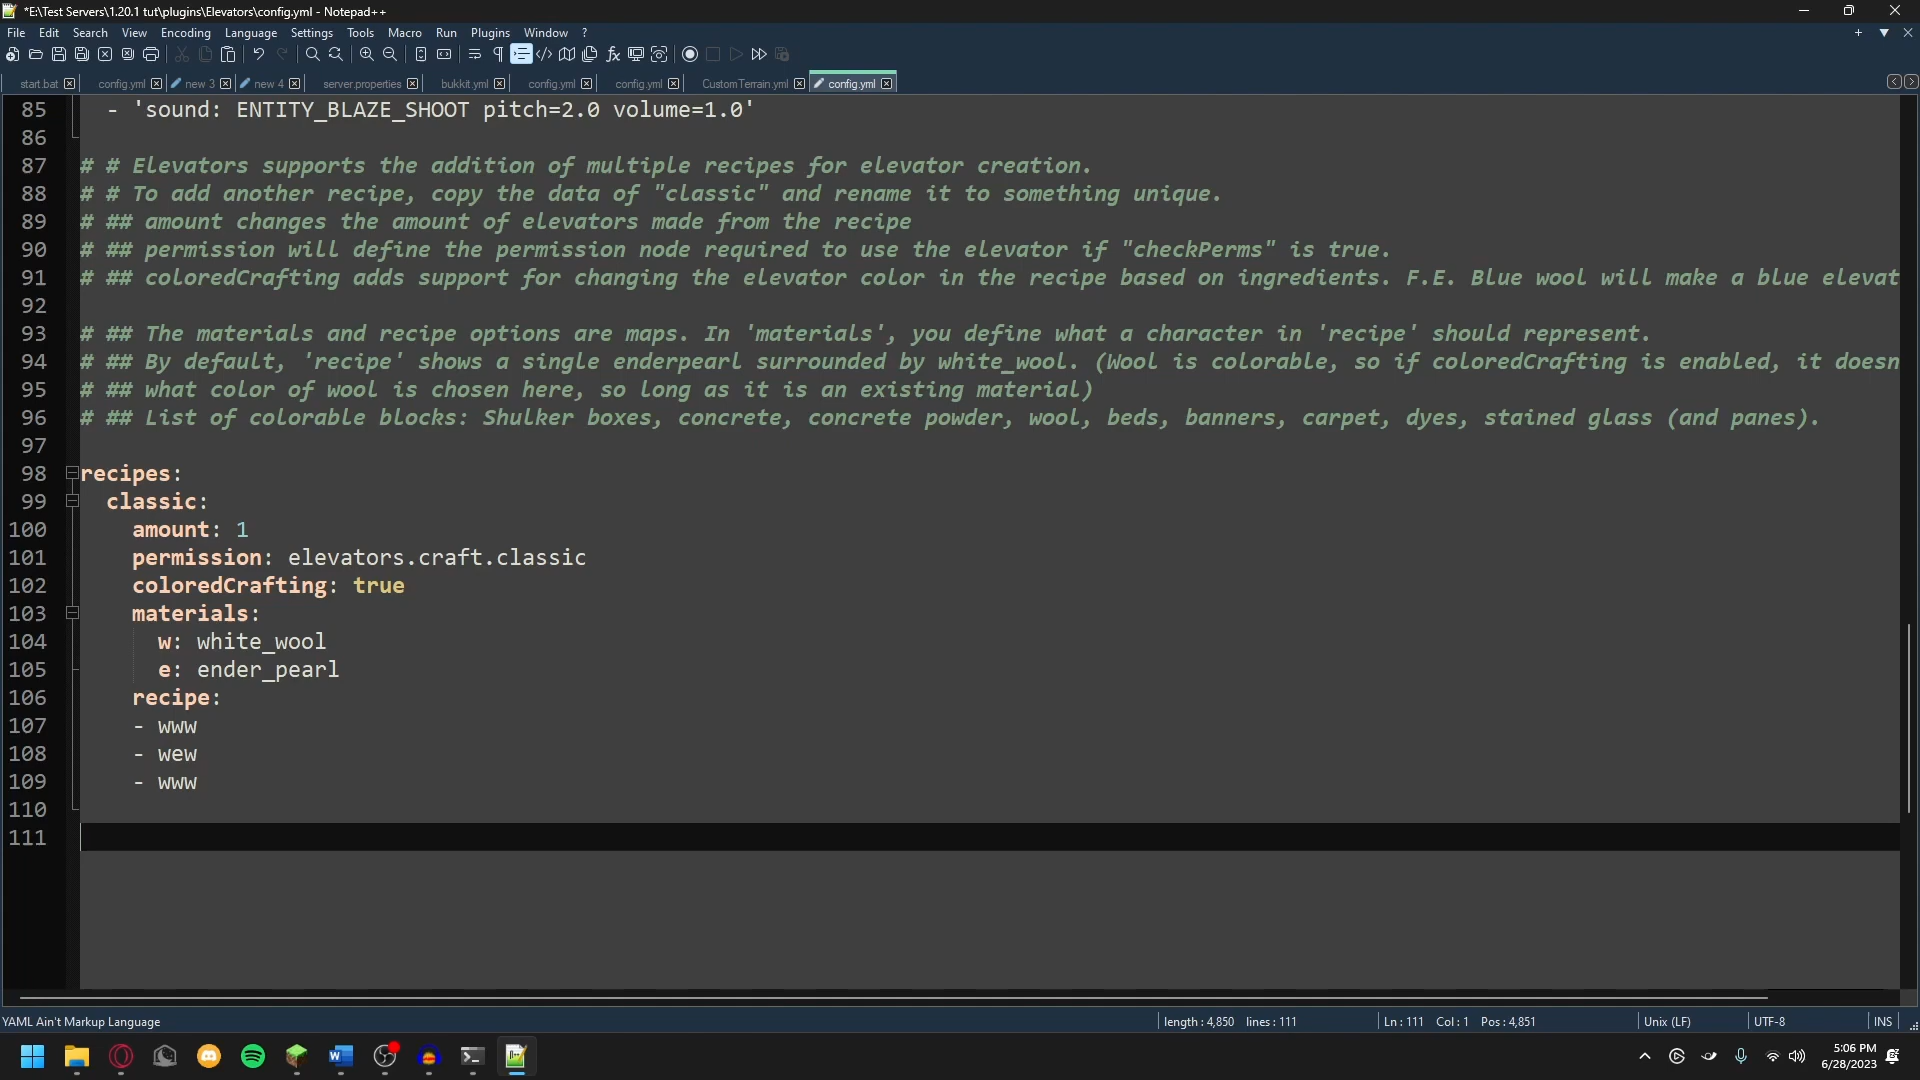 *E:\Test Servers\1.20.1 tut\plugins\Elevators\config.yml - Notepad++
File Edit Search View Encoding Language Settings Tools Macro Run Plugins Window ?
start.bat config.yml new 3 new 4 server.properties bukkit.yml config.yml config.yml CustomTerrain.yml config.yml
85 - 'sound: ENTITY_BLAZE_SHOOT pitch=2.0 volume=1.0'
86
87 # # Elevators supports the addition of multiple recipes for elevator creation.
88 # # To add another recipe, copy the data of "classic" and rename it to something unique.
89 # ## amount changes the amount of elevators made from the recipe
90 # ## permission will define the permission node required to use the elevator if "checkPerms" is true.
91 # ## coloredCrafting adds support for changing the elevator color in the recipe based on ingredients. F.E. Blue wool will make a blue elevat
92
93 # ## The materials and recipe options are maps. In 'materials', you define what a character in 'recipe' should represent.
94 # ## By default, 'recipe' shows a single enderpearl surrounded by white_wool. (Wool is colorable, so if coloredCrafting is enabled, it doesn
95 # ## what color of wool is chosen here, so long as it is an existing material)
96 # ## List of colorable blocks: Shulker boxes, concrete, concrete powder, wool, beds, banners, carpet, dyes, stained glass (and panes).
97
98 recipes:
99 classic:
100 amount: 1
101 permission: elevators.craft.classic
102 coloredCrafting: true
103 materials:
104 w: white_wool
105 e: ender_pearl
106 recipe:
107 - www
108 - wew
109 - www
110
111
YAML Ain't Markup Language length : 4,850 lines : 111 Ln : 111 Col : 1 Pos : 4,851 Unix (LF) UTF-8 INS
5:06 PM
6/28/2023